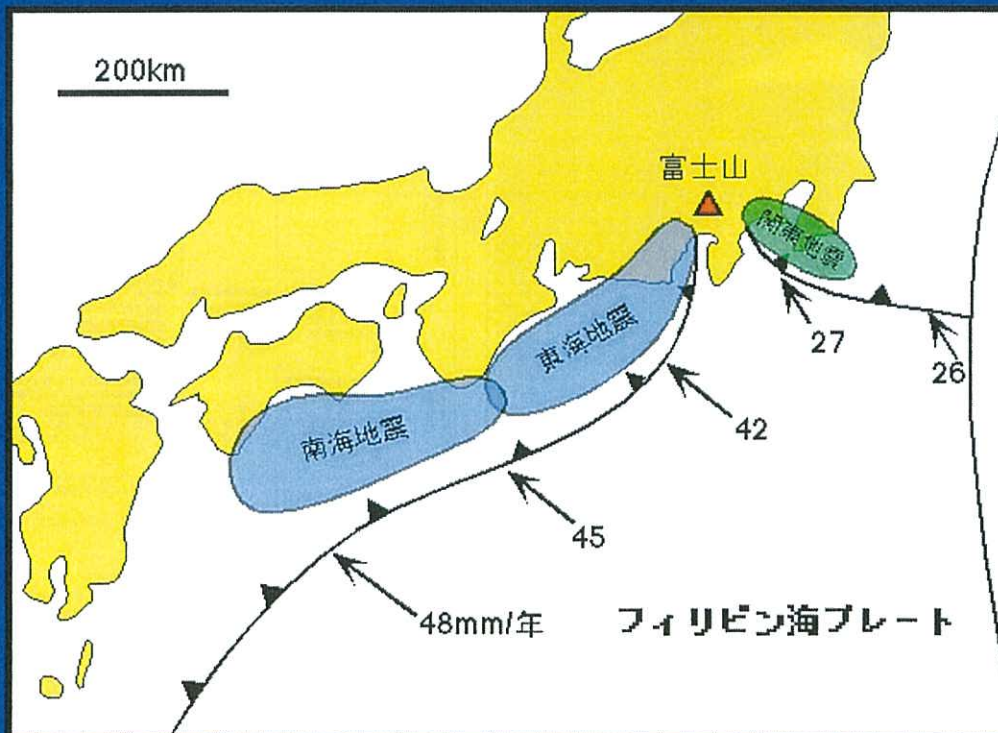 200km
富士山
関東地震
27
26
東海地震
42
南海地震
45
48mm/年
フィリピン海プレート